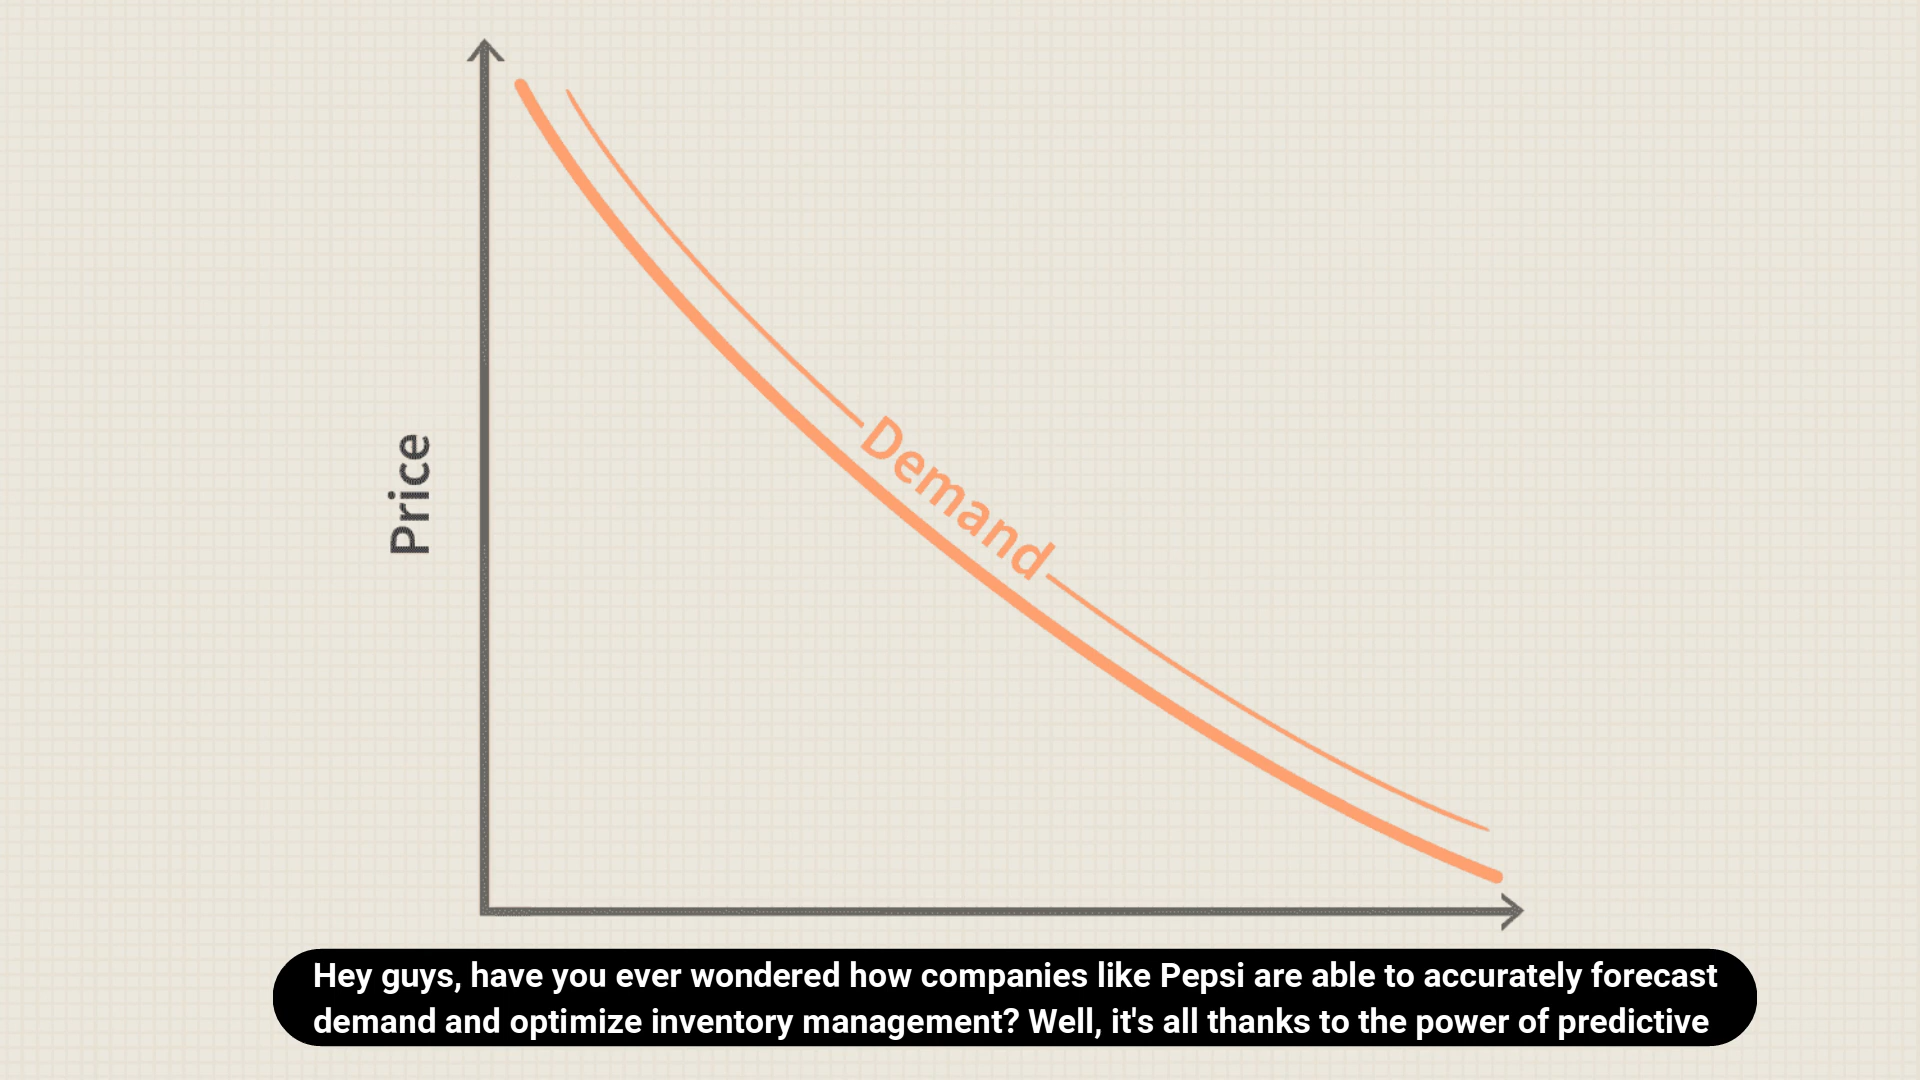 Price
Demand
Hey guys, have you ever wondered how companies like Pepsi are able to accurately forecast
demand and optimize inventory management? Well, it's all thanks to the power of predictive